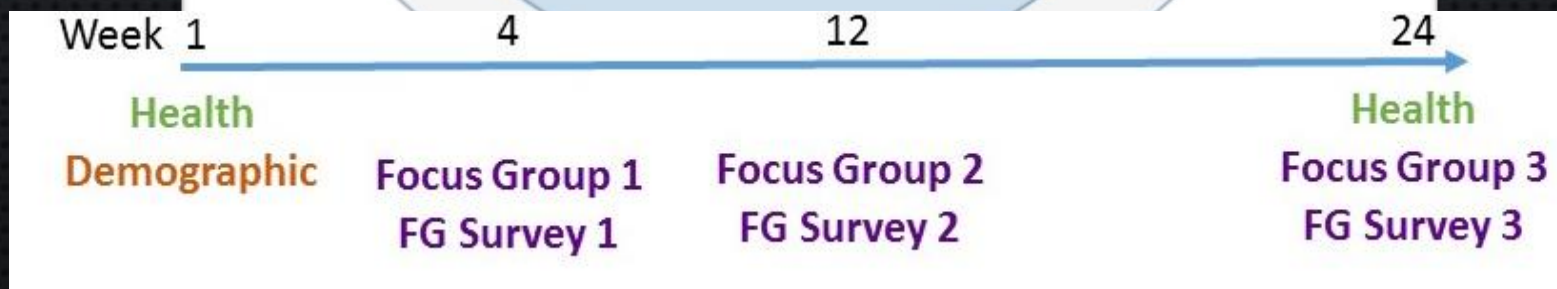 Week 1 4 12 24
Health Health
Demographic Focus Group 1 Focus Group 2 Focus Group 3
FG Survey 1 FG Survey 2 FG Survey 3